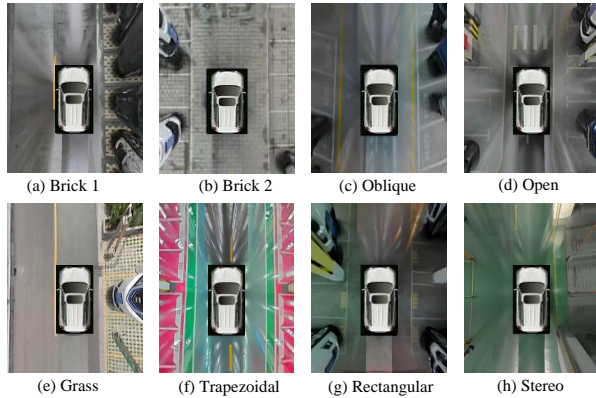 (a) Brick 1
(b) Brick 2
(c) Oblique
(d) Open
(e) Grass
(f) Trapezoidal
(g) Rectangular
(h) Stereo